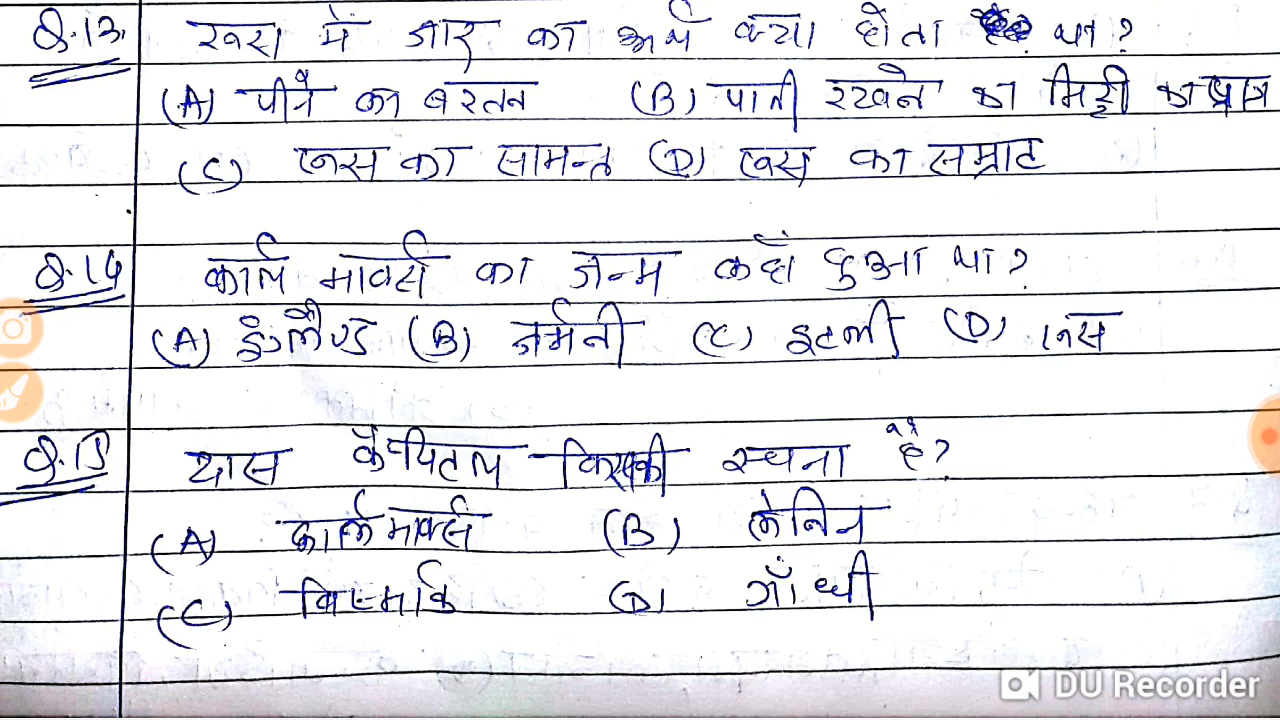 Q.13. रूस में जार का अर्थ क्या होता था?
(A) पीने का बरतन (B) पानी रखने का मिट्टी का पात्र
(C) रूस का सामन्त (D) रूस का सम्राट
Q.14 कार्ल मार्क्स का जन्म कहाँ हुआ था?
(A) इंग्लैण्ड (B) जर्मनी (C) इटली (D) रूस
Q.15 दास कैपिटल किसकी रचना है?
(A) कार्ल मार्क्स (B) लेनिन
(C) बिस्मार्क (D) गाँधी
DU Recorder